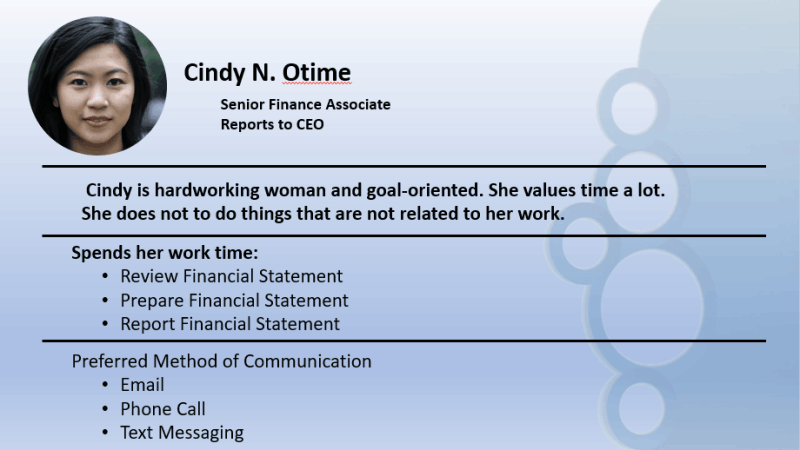 Cindy N. Otime
Senior Finance Associate
Reports to CEO
Cindy is hardworking woman and goal-oriented. She values time a lot.
She does not to do things that are not related to her work.
Spends her work time:
• Review Financial Statement
• Prepare Financial Statement
• Report Financial Statement
Preferred Method of Communication
• Email
• Phone Call
• Text Messaging